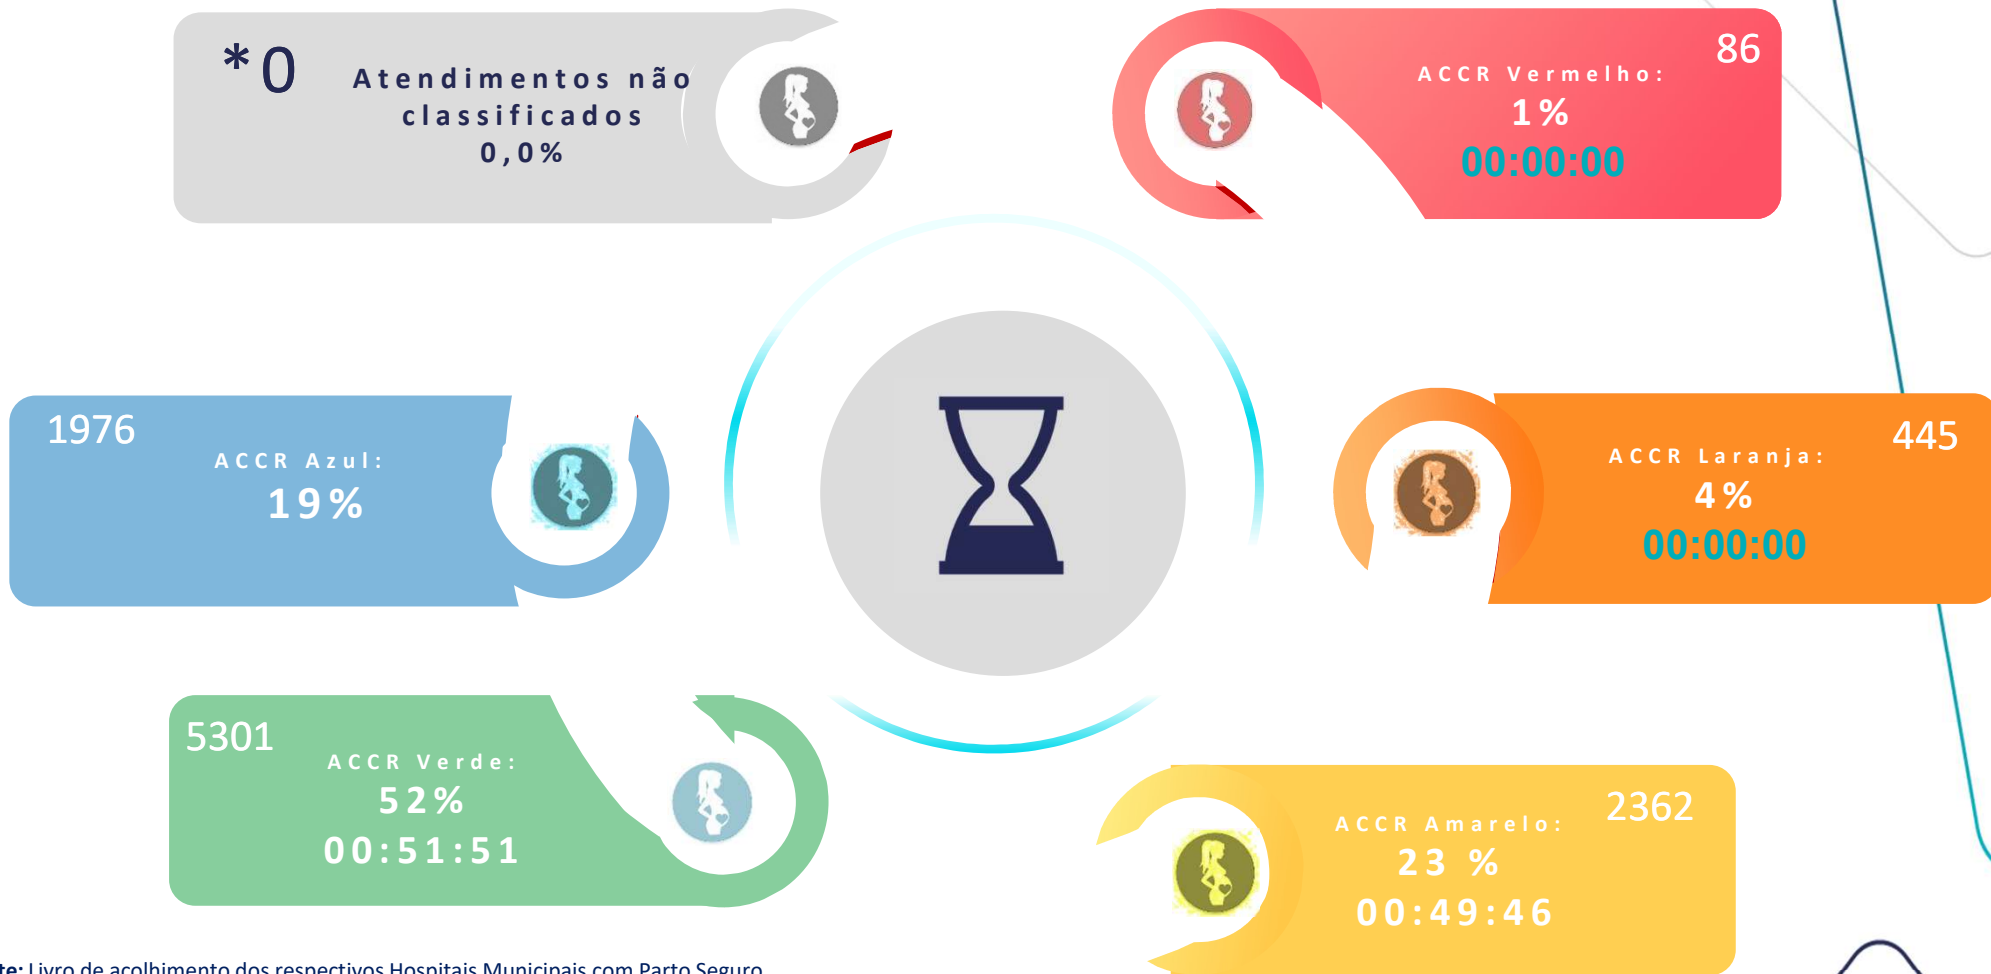 *0
Atendimentos não
classificados
0,0%
86
ACCR Vermelho:
1%
00:00:00
1976
ACCR Azul:
19%
445
ACCR Laranja:
4%
00:00:00
5301
ACCR Verde:
52%
00:51:51
2362
ACCR Amarelo:
23 %
00:49:46
te: Livro de acolhimento dos respectivos Hospitais Municipais com Parto Seguro